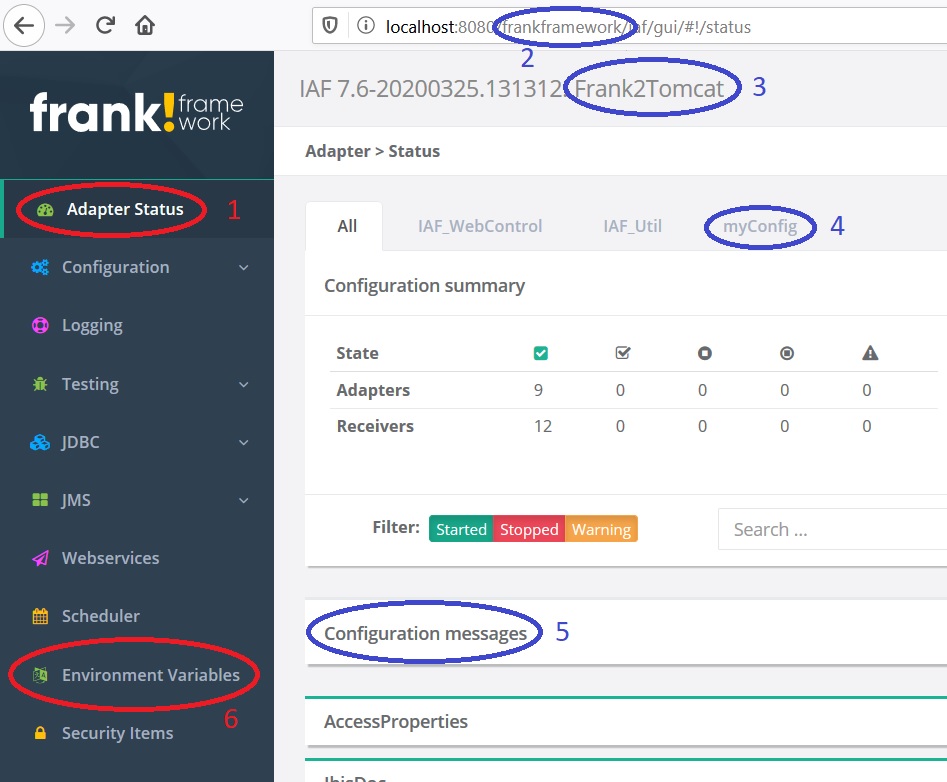 localhost:8080/frankframework/iaf/gui/#!/status
2
frank!framework
IAF 7.6-20200325.131312: Frank2Tomcat
3
Adapter > Status
Adapter Status
1
Configuration
Logging
Testing
JDBC
JMS
Webservices
Scheduler
Environment Variables
6
Security Items
All IAF_WebControl IAF_Util myConfig
4
Configuration summary
State
Adapters 9 0 0 0 0
Receivers 12 0 0 0 0
Filter: Started Stopped Warning Search ...
Configuration messages
5
AccessProperties
IbisDoc